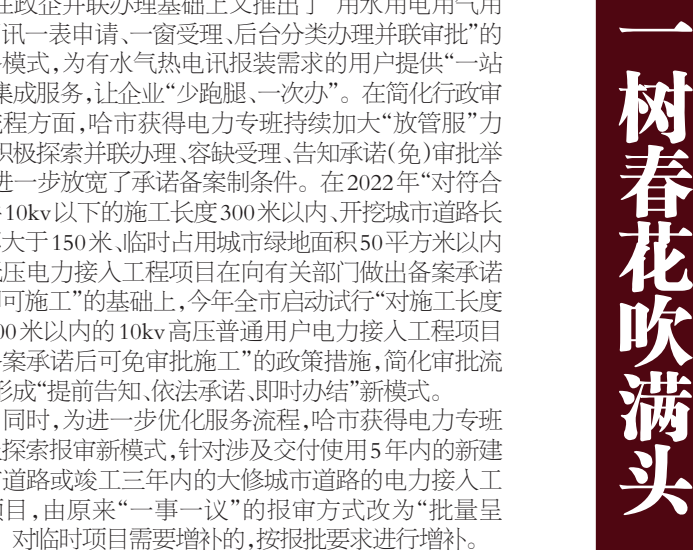 在政企并联办理基础上又推出了“用水用电用气用
讯一表申请、一窗受理、后台分类办理并联审批”的
模式,为有水气热电讯报装需求的用户提供“一站
集成服务,让企业“少跑腿、一次办”。在简化行政审
流程方面,哈市获得电力专班持续加大“放管服”力
积极探索并联办理、容缺受理、告知承诺(免)审批举
进一步放宽了承诺备案制条件。在2022年“对符合
10kv以下的施工长度300米以内、开挖城市道路长
大于150米、临时占用城市绿地面积50平方米以内
压电力接入工程项目在向有关部门做出备案承诺
即可施工”的基础上,今年全市启动试行“对施工长度
00米以内的10kv高压普通用户电力接入工程项目
案承诺后可免审批施工”的政策措施,简化审批流
形成“提前告知、依法承诺、即时办结”新模式。
同时,为进一步优化服务流程,哈市获得电力专班
探索报审新模式,针对涉及交付使用5年内的新建
道路或竣工三年内的大修城市道路的电力接入工
项目,由原来“一事一议”的报审方式改为“批量呈
对临时项目需要增补的,按报批要求进行增补。
一树春花吹满头